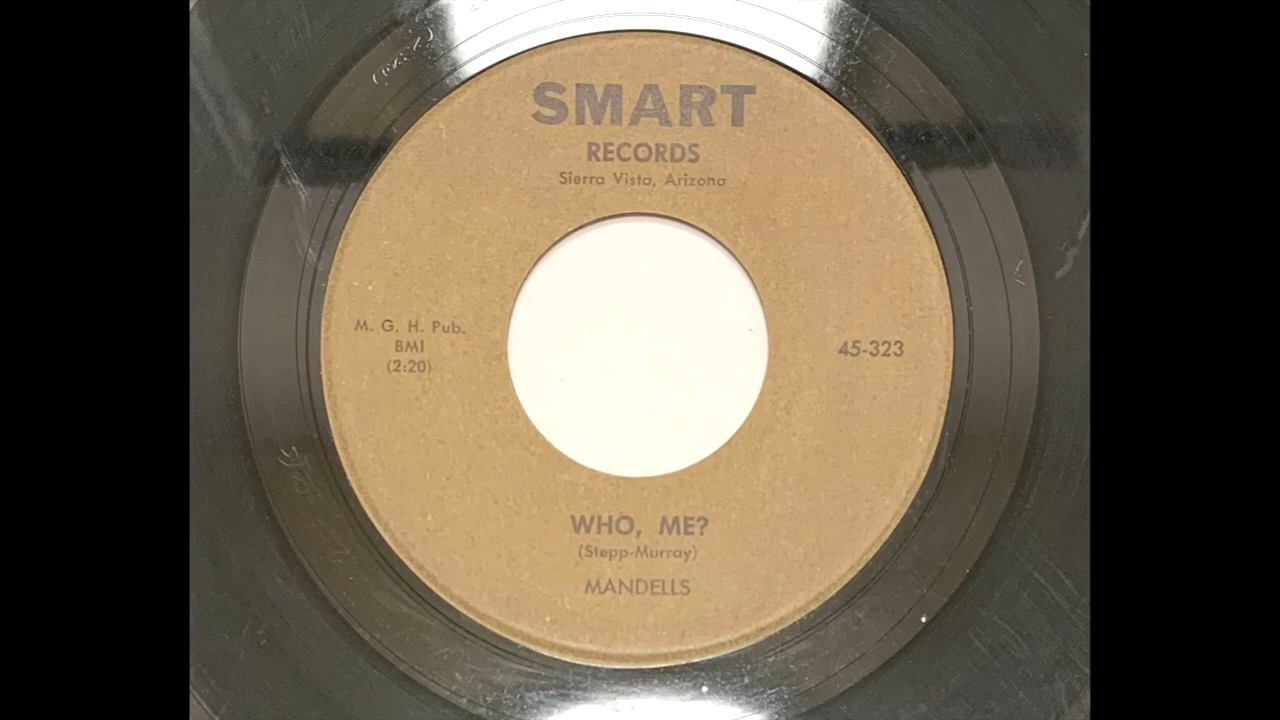 SMART
RECORDS
Sierra Vista, Arizona
M. G. H. Pub.
BMI
(2:20)
45-323
WHO, ME?
(Stepp-Murray)
MANDELLS